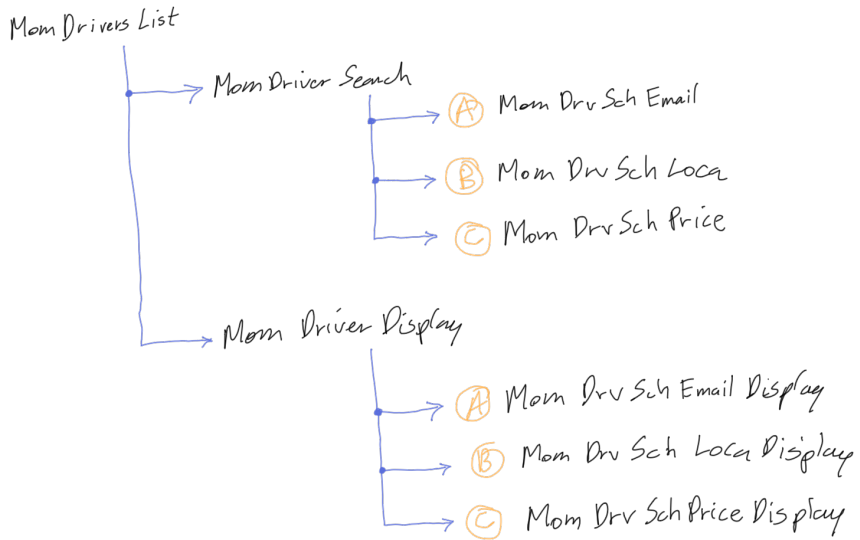 Mom Drivers List
Mom Driver Search
A Mom Drv Sch Email
B Mom Drv Sch Loca
C Mom Drv Sch Price
Mom Driver Display
A Mom Drv Sch Email Display
B Mom Drv Sch Loca Display
C Mom Drv Sch Price Display